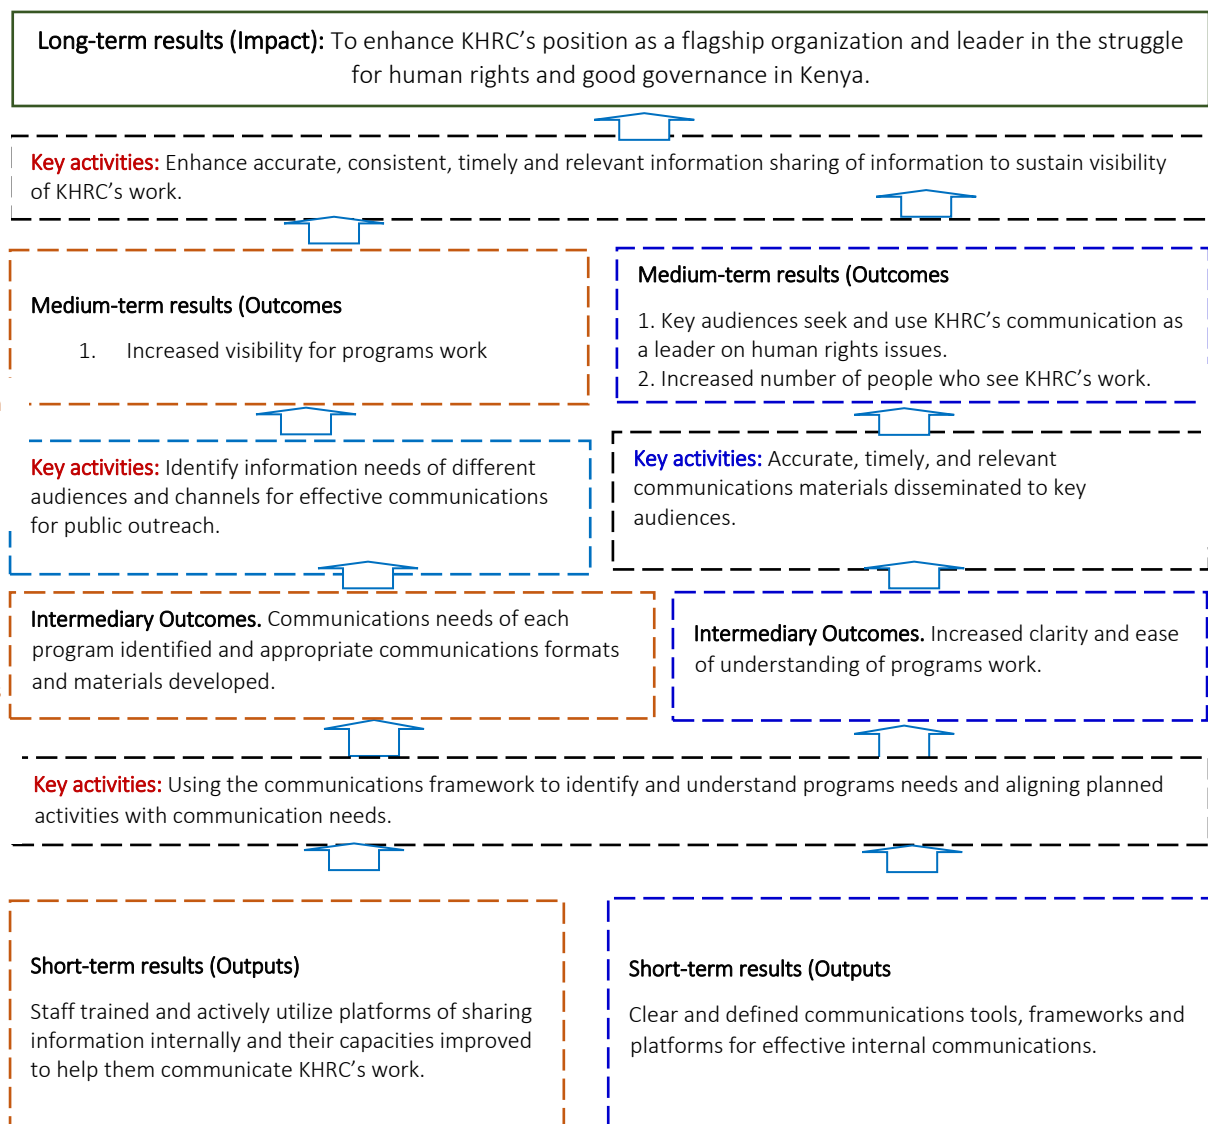 Long-term results (Impact): To enhance KHRC’s position as a flagship organization and leader in the struggle
for human rights and good governance in Kenya.
Key activities: Enhance accurate, consistent, timely and relevant information sharing of information to sustain visibility
of KHRC’s work.
Medium-term results (Outcomes
1. Increased visibility for programs work
Medium-term results (Outcomes
1. Key audiences seek and use KHRC’s communication as
a leader on human rights issues.
2. Increased number of people who see KHRC’s work.
Key activities: Identify information needs of different
audiences and channels for effective communications
for public outreach.
Key activities: Accurate, timely, and relevant
communications materials disseminated to key
audiences.
Intermediary Outcomes. Communications needs of each
program identified and appropriate communications formats
and materials developed.
Intermediary Outcomes. Increased clarity and ease
of understanding of programs work.
Key activities: Using the communications framework to identify and understand programs needs and aligning planned
activities with communication needs.
Short-term results (Outputs)
Staff trained and actively utilize platforms of sharing
information internally and their capacities improved
to help them communicate KHRC’s work.
Short-term results (Outputs
Clear and defined communications tools, frameworks and
platforms for effective internal communications.